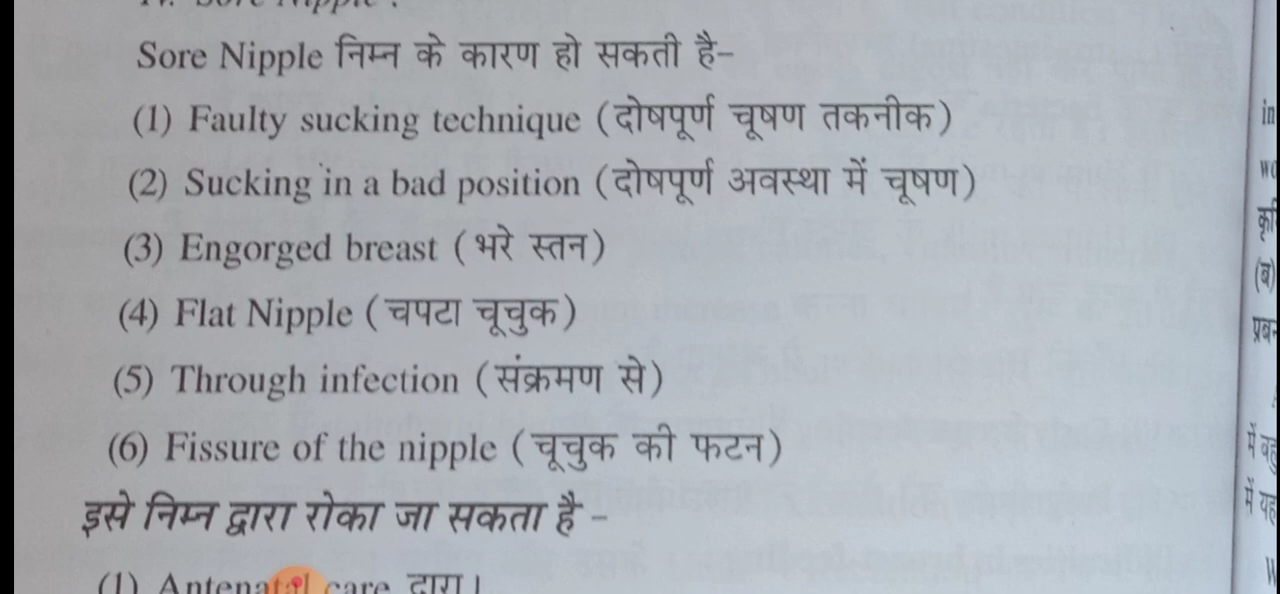 Sore Nipple निम्न के कारण हो सकती है-
(1) Faulty sucking technique (दोषपूर्ण चूषण तकनीक)
(2) Sucking in a bad position (दोषपूर्ण अवस्था में चूषण)
(3) Engorged breast (भरे स्तन)
(4) Flat Nipple (चपटा चूचुक)
(5) Through infection (संक्रमण से)
(6) Fissure of the nipple (चूचुक की फटन)
इसे निम्न द्वारा रोका जा सकता है -
(1) Antenatal care द्वारा।
in
(ब)